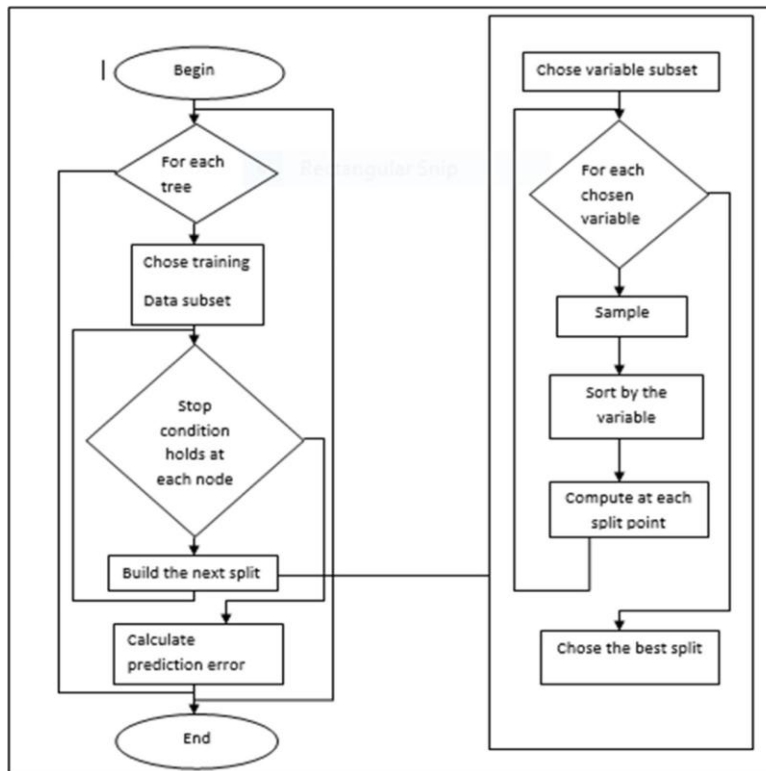 Begin
For each
tree
Chose training
Data subset
Stop
condition
holds at
each node
Build the next split
Calculate
prediction error
End
Chose variable subset
For each
chosen
variable
Sample
Sort by the
variable
Compute at each
split point
Chose the best split
Rectangular Snip